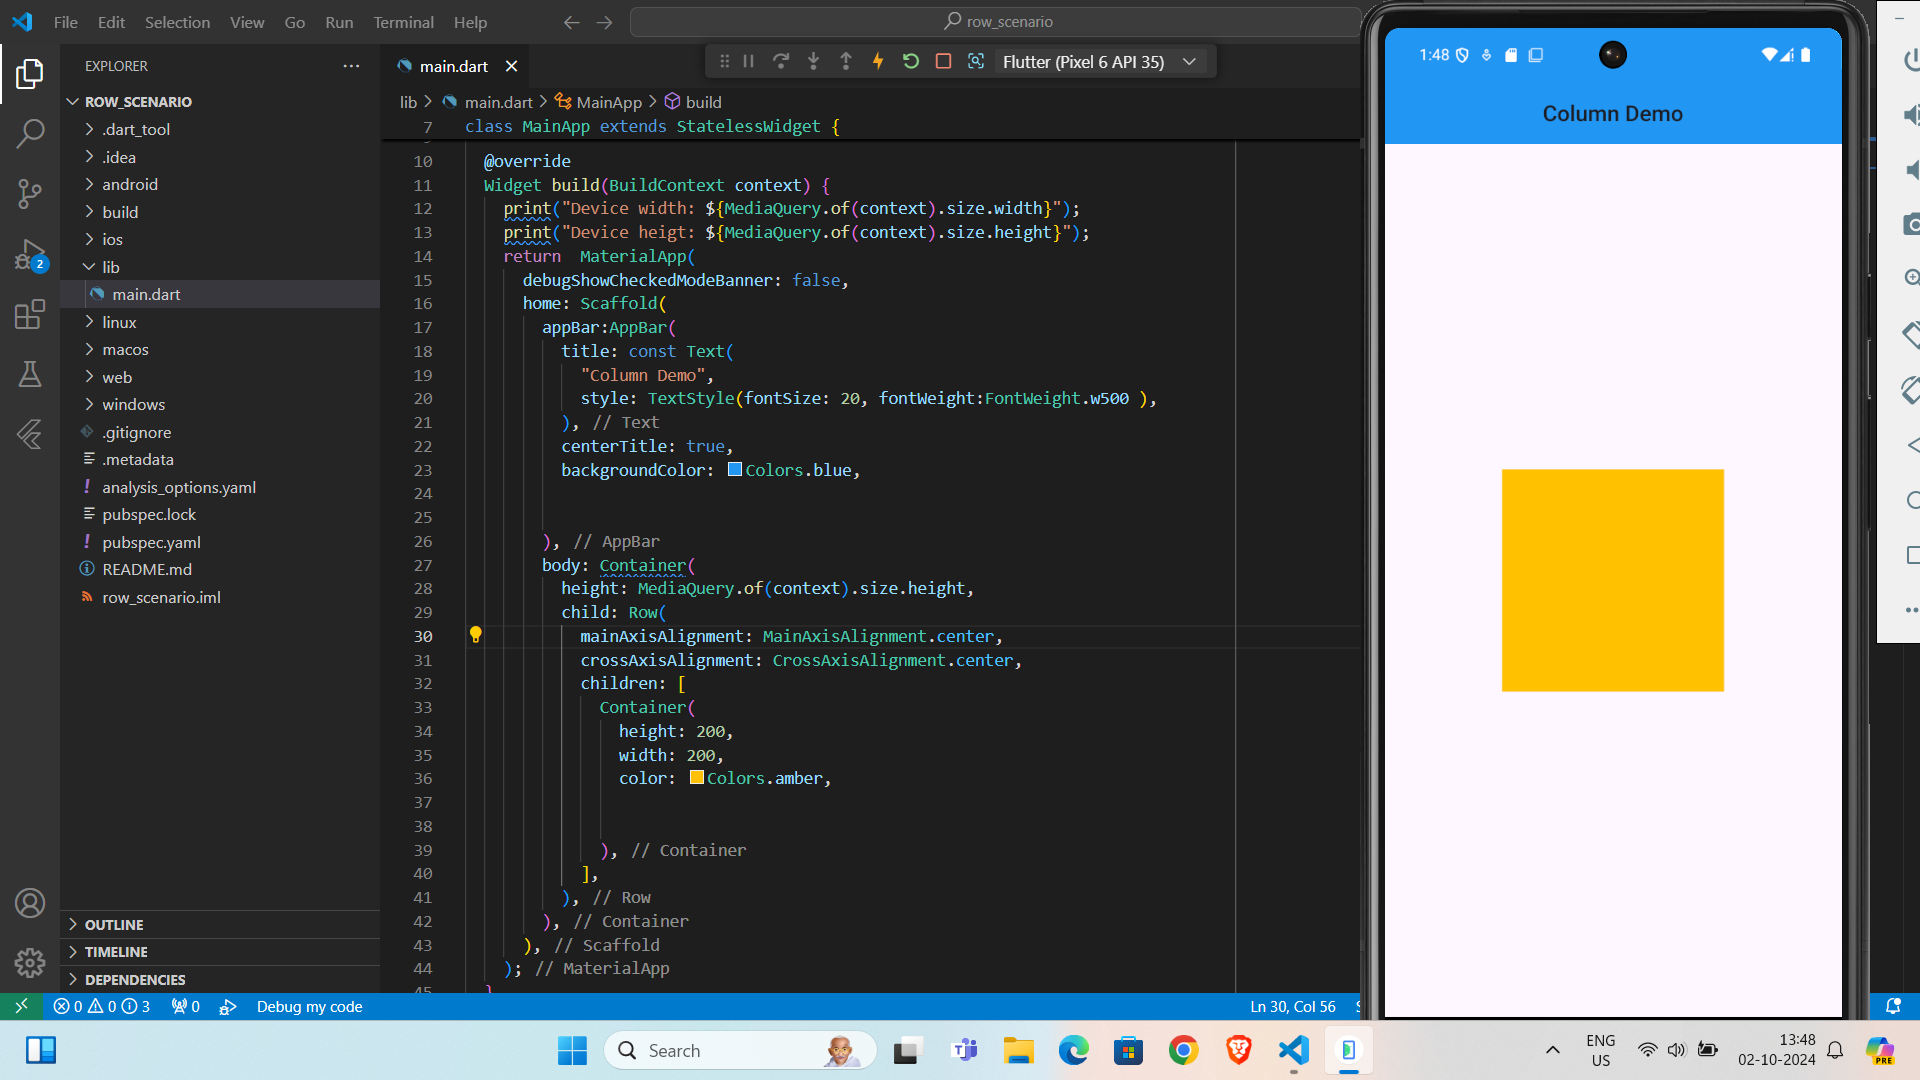 File Edit Selection View Go Run Terminal Help
row_scenario
EXPLORER
ROW_SCENARIO
.dart_tool
.idea
android
build
ios
lib
main.dart
linux
macos
web
windows
.gitignore
.metadata
analysis_options.yaml
pubspec.lock
pubspec.yaml
README.md
row_scenario.iml
OUTLINE
TIMELINE
DEPENDENCIES
2
main.dart
Flutter (Pixel 6 API 35)
lib > main.dart > MainApp > build
7 class MainApp extends StatelessWidget {
10 @override
11 Widget build(BuildContext context) {
12 print("Device width: ${MediaQuery.of(context).size.width}");
13 print("Device heigt: ${MediaQuery.of(context).size.height}");
14 return  MaterialApp(
15 debugShowCheckedModeBanner: false,
16 home: Scaffold(
17 appBar:AppBar(
18 title: const Text(
19 "Column Demo",
20 style: TextStyle(fontSize: 20, fontWeight:FontWeight.w500 ),
21 ), // Text
22 centerTitle: true,
23 backgroundColor: Colors.blue,
24
25
26 ), // AppBar
27 body: Container(
28 height: MediaQuery.of(context).size.height,
29 child: Row(
30 mainAxisAlignment: MainAxisAlignment.center,
31 crossAxisAlignment: CrossAxisAlignment.center,
32 children: [
33 Container(
34 height: 200,
35 width: 200,
36 color: Colors.amber,
37
38
39 ), // Container
40 ],
41 ), // Row
42 ), // Container
43 ), // Scaffold
44 ); // MaterialApp
45 }
1:48
Column Demo
0 0 3 0 Debug my code
Ln 30, Col 56
Search
ENG
US
13:48
02-10-2024
PRE